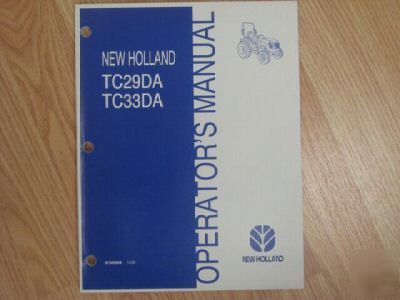 NEW HOLLAND
TC29DA
TC33DA
OPERATOR'S MANUAL
NEW HOLLAND